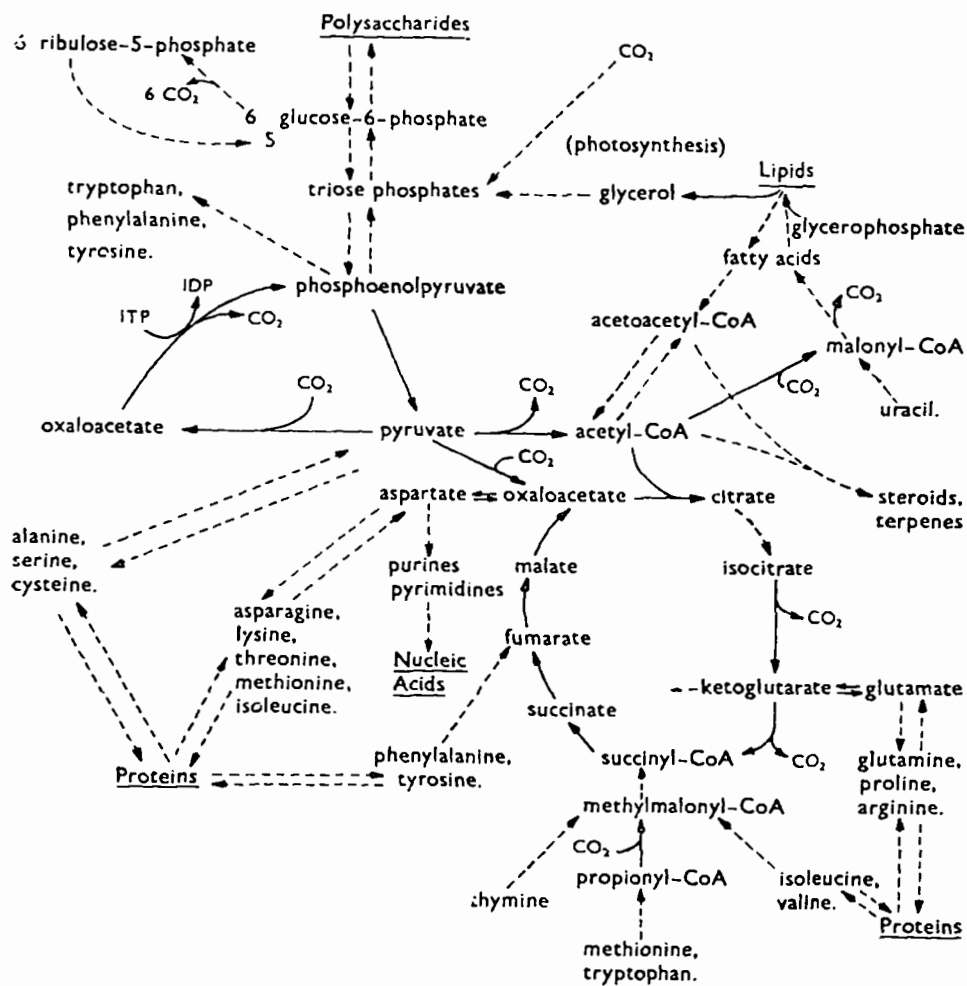 Polysaccharides
6 ribulose-5-phosphate
CO₂
6 CO₂
6 glucose-6-phosphate
5
(photosynthesis)
Lipids
tryptophan,
phenylalanine,
tyrosine.
triose phosphates
glycerol
glycerophosphate
fatty acids
IDP
phosphoenolpyruvate
CO₂
ITP
CO₂
acetoacetyl-CoA
malonyl-CoA
CO₂
CO₂
CO₂
uracil.
oxaloacetate
pyruvate
acetyl-CoA
CO₂
aspartate
oxaloacetate
citrate
steroids,
terpenes
alanine,
serine,
cysteine.
purines
pyrimidines
malate
isocitrate
CO₂
asparagine,
lysine,
threonine,
methionine,
isoleucine.
Nucleic
Acids
fumarate
-ketoglutarate
glutamate
succinate
Proteins
phenylalanine,
tyrosine.
succinyl-CoA
CO₂
glutamine,
proline,
arginine.
methylmalonyl-CoA
CO₂
propionyl-CoA
thymine
isoleucine,
valine.
Proteins
methionine,
tryptophan.